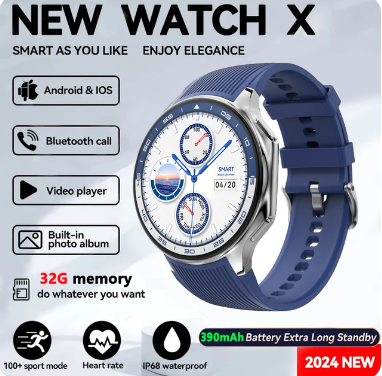 NEW WATCH X
SMART AS YOU LIKE ENJOY ELEGANCE
Android & IOS
Bluetooth call
Video player
Built-in
photo album
32G memory
do whatever you want
SMART
04/20
100+ sport mode
Heart rate
IP68 waterproof
390mAh Battery Extra Long Standby
2024 NEW